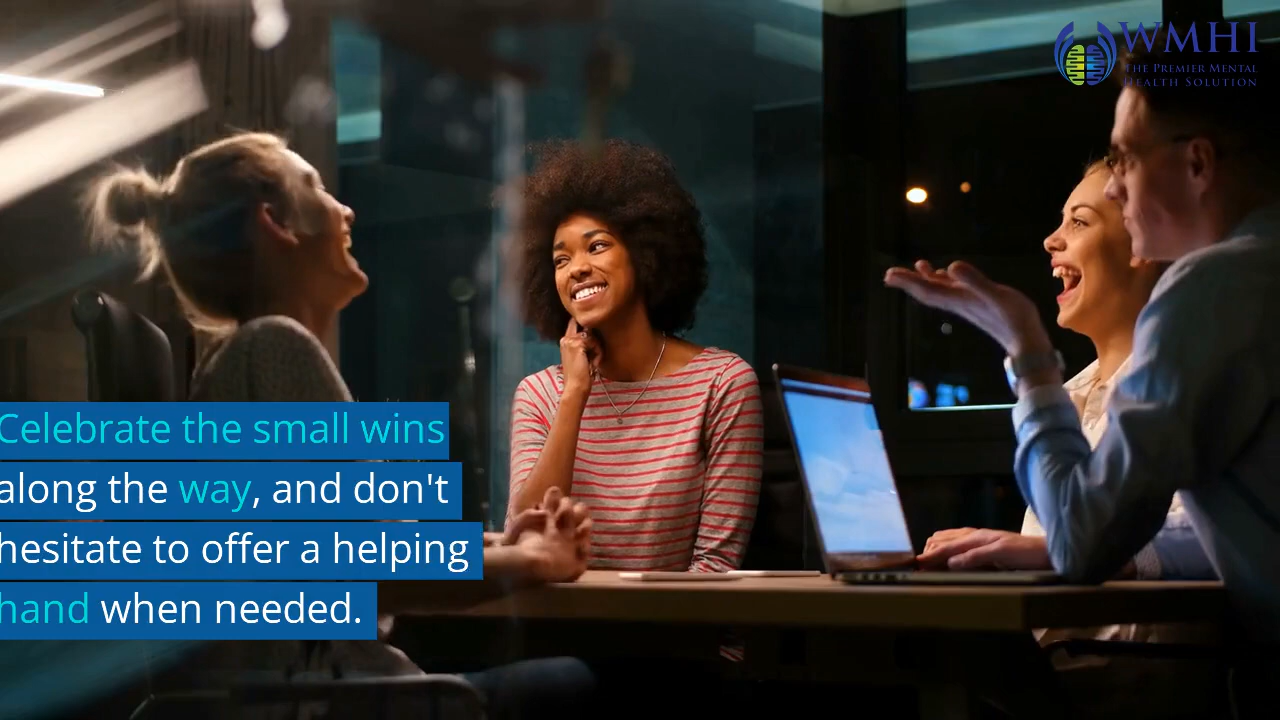 WMHI
The Premier Mental
Health Solution
Celebrate the small wins
along the way, and don't
hesitate to offer a helping
hand when needed.